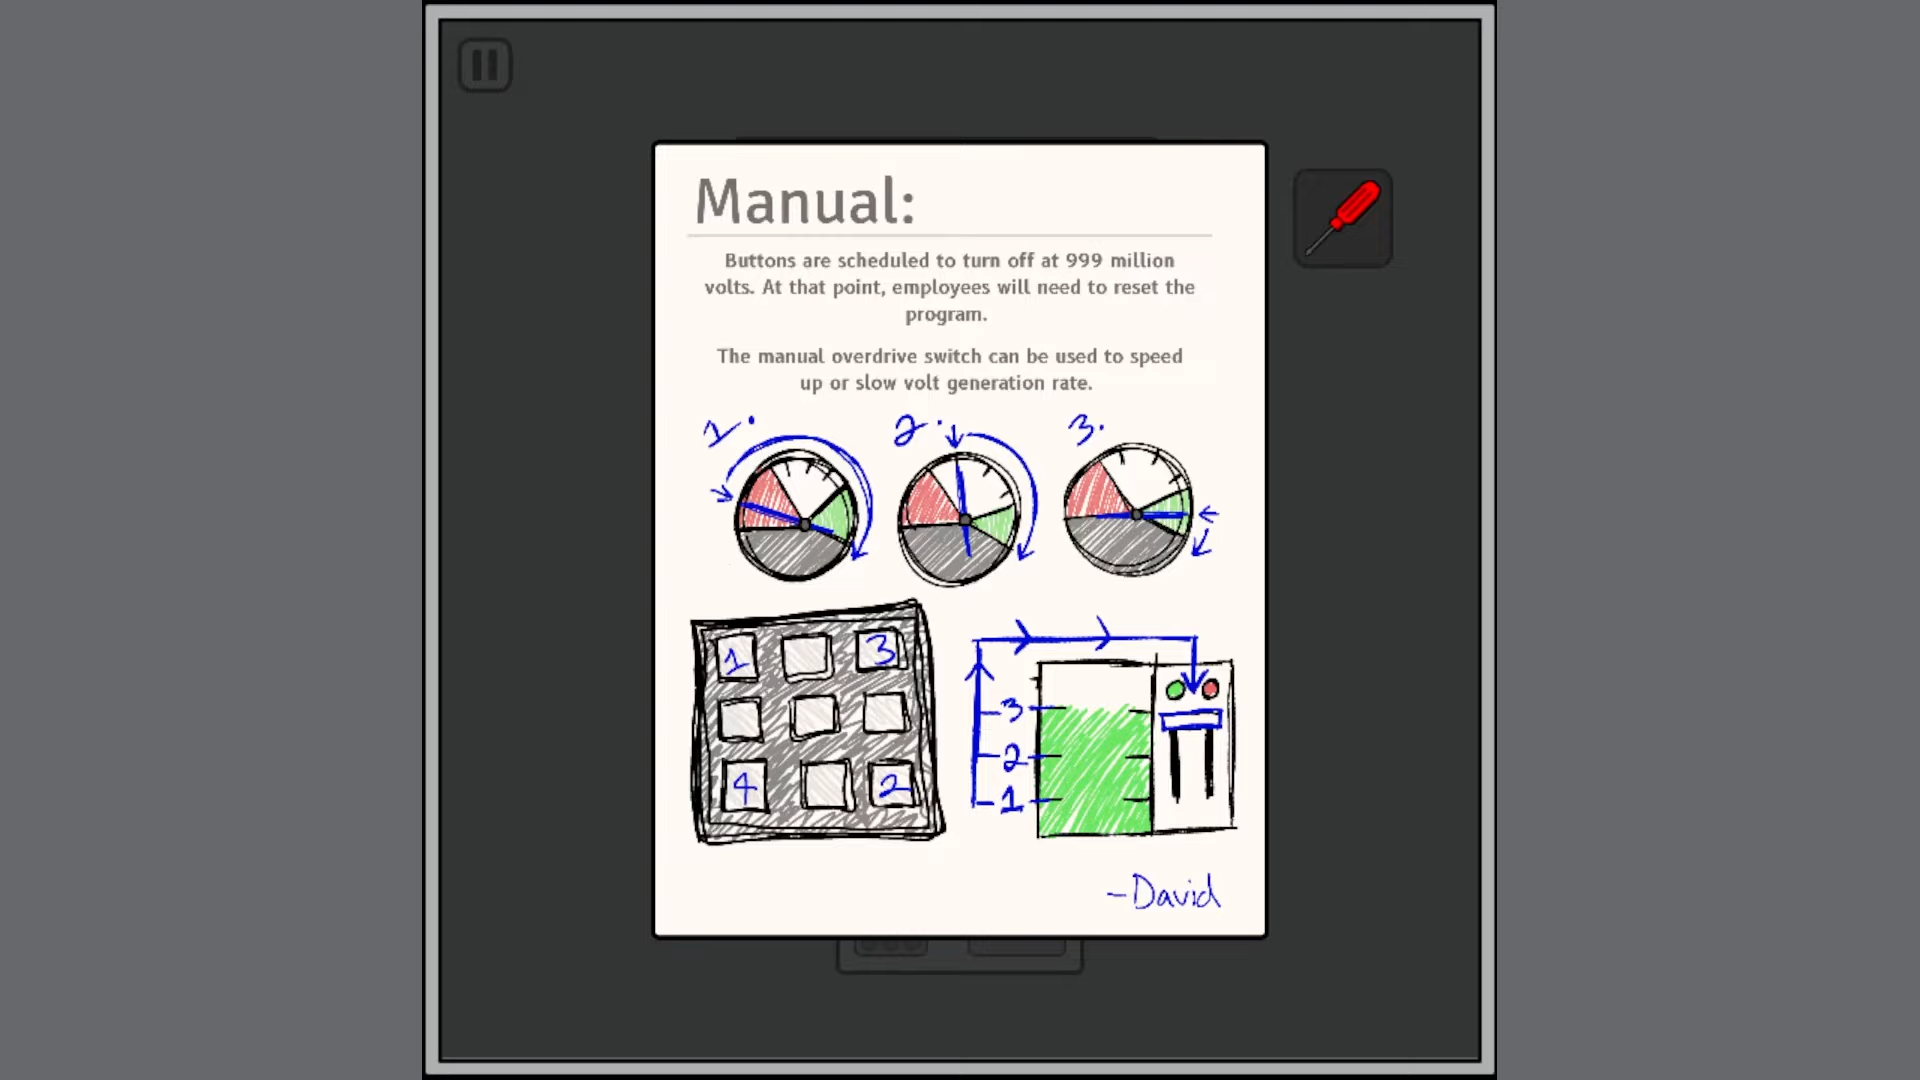 Manual:
Buttons are scheduled to turn off at 999 million
volts. At that point, employees will need to reset the
program.
The manual overdrive switch can be used to speed
up or slow volt generation rate.
1. 2. 3.
1 3
4 2
3
2
1
-David